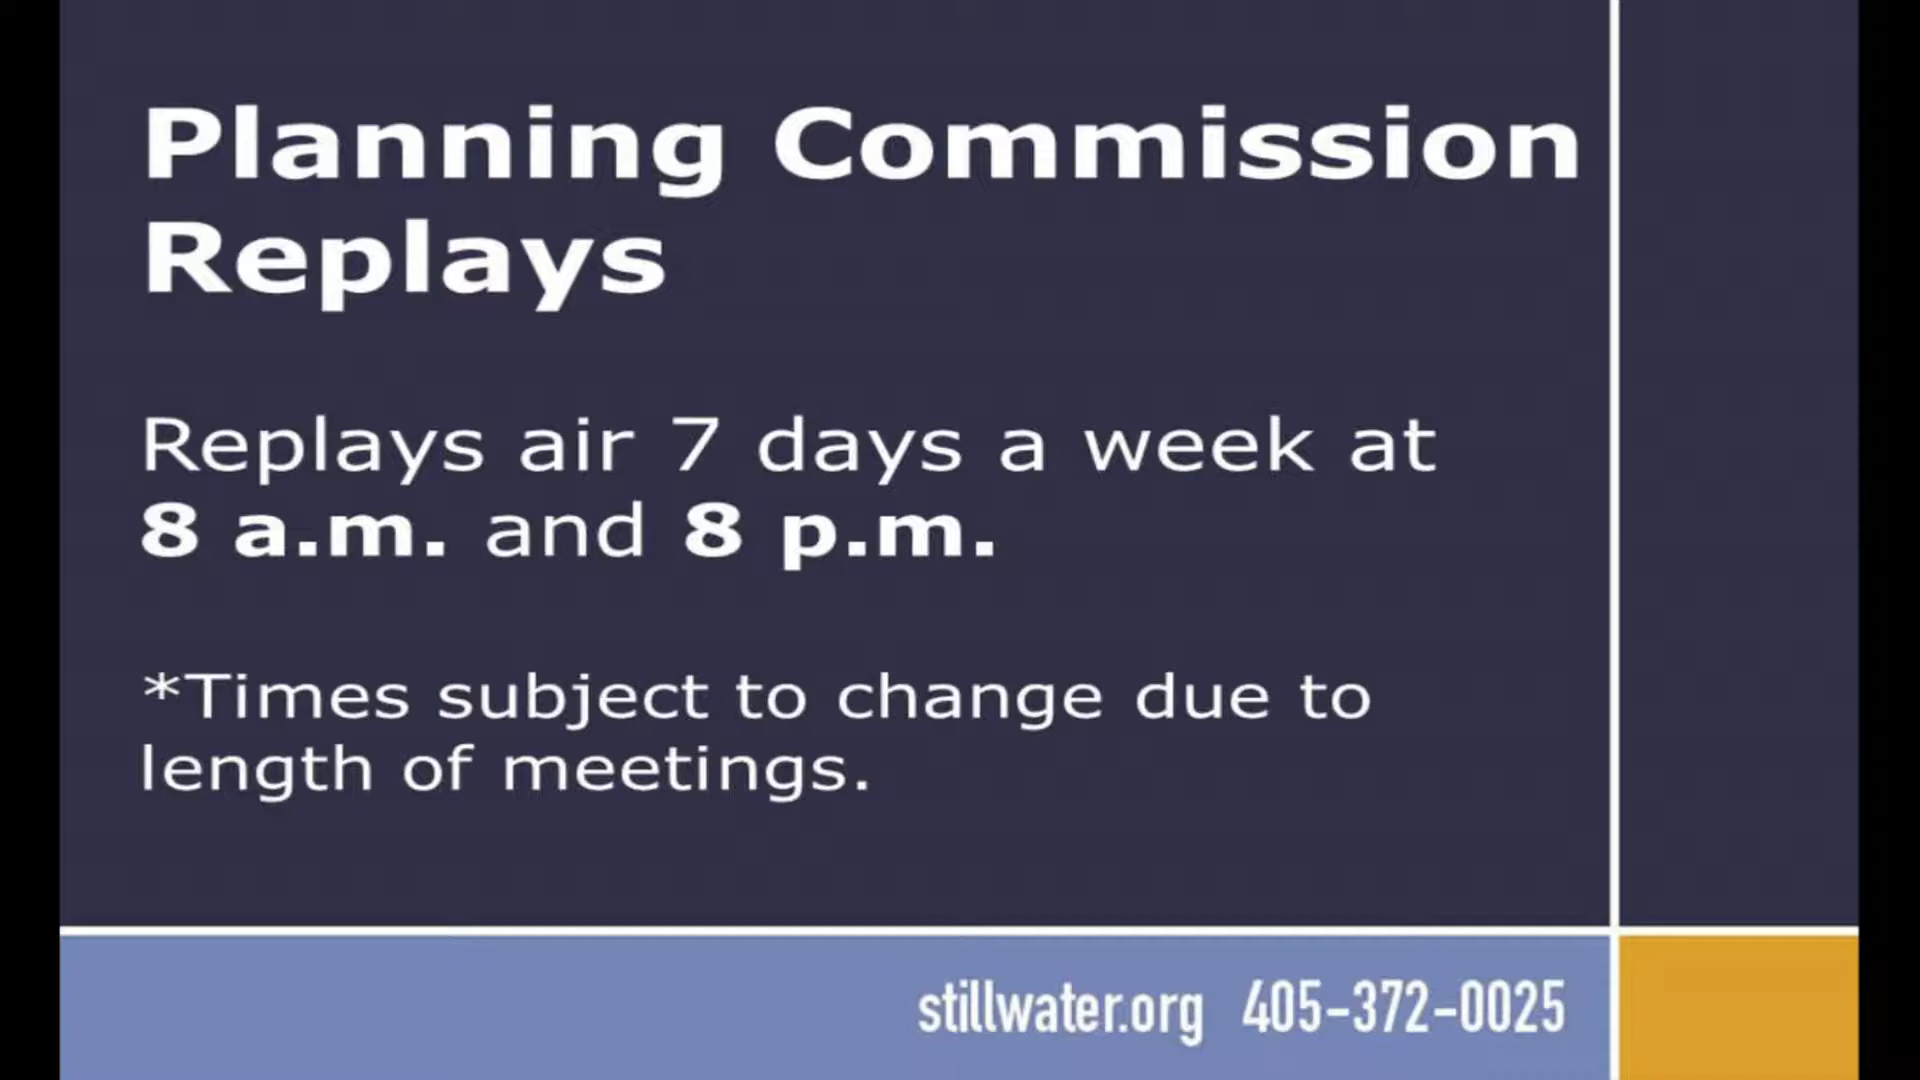 Planning Commission
Replays
Replays air 7 days a week at
8 a.m. and 8 p.m.
*Times subject to change due to
length of meetings.
stillwater.org 405-372-0025